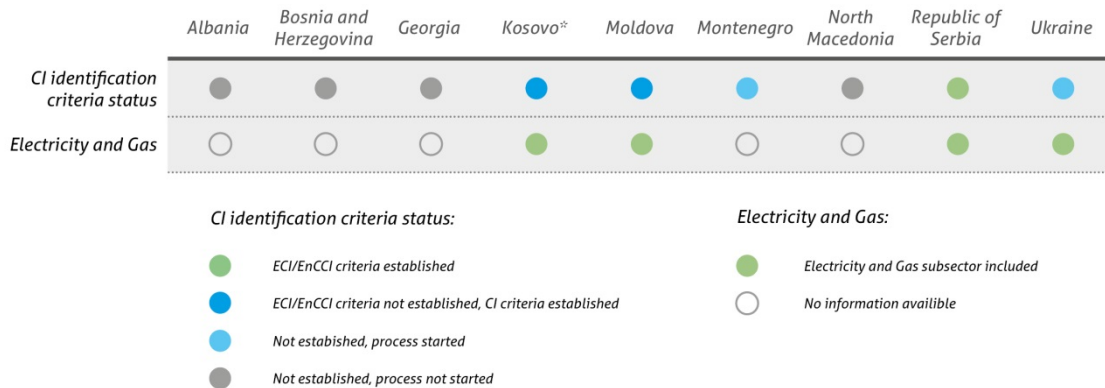 Albania
Bosnia and
Herzegovina
Georgia
Kosovo*
Moldova
Montenegro
North
Macedonia
Republic of
Serbia
Ukraine
CI identification
criteria status
Electricity and Gas
CI identification criteria status:
ECI/EnCCI criteria established
ECI/EnCCI criteria not established, CI criteria established
Not estabished, process started
Not established, process not started
Electricity and Gas:
Electricity and Gas subsector included
No information availible